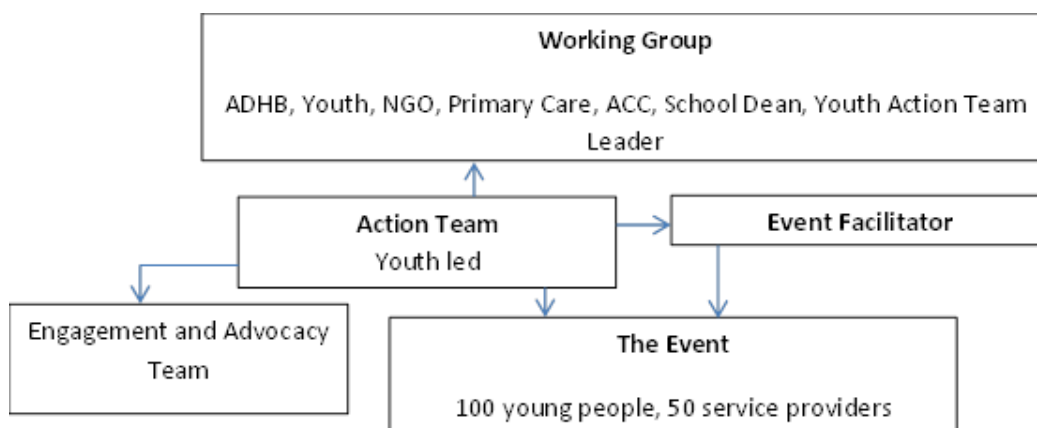 Working Group
ADHB, Youth, NGO, Primary Care, ACC, School Dean, Youth Action Team
Leader
Action Team
Youth led
Event Facilitator
Engagement and Advocacy
Team
The Event
100 young people, 50 service providers